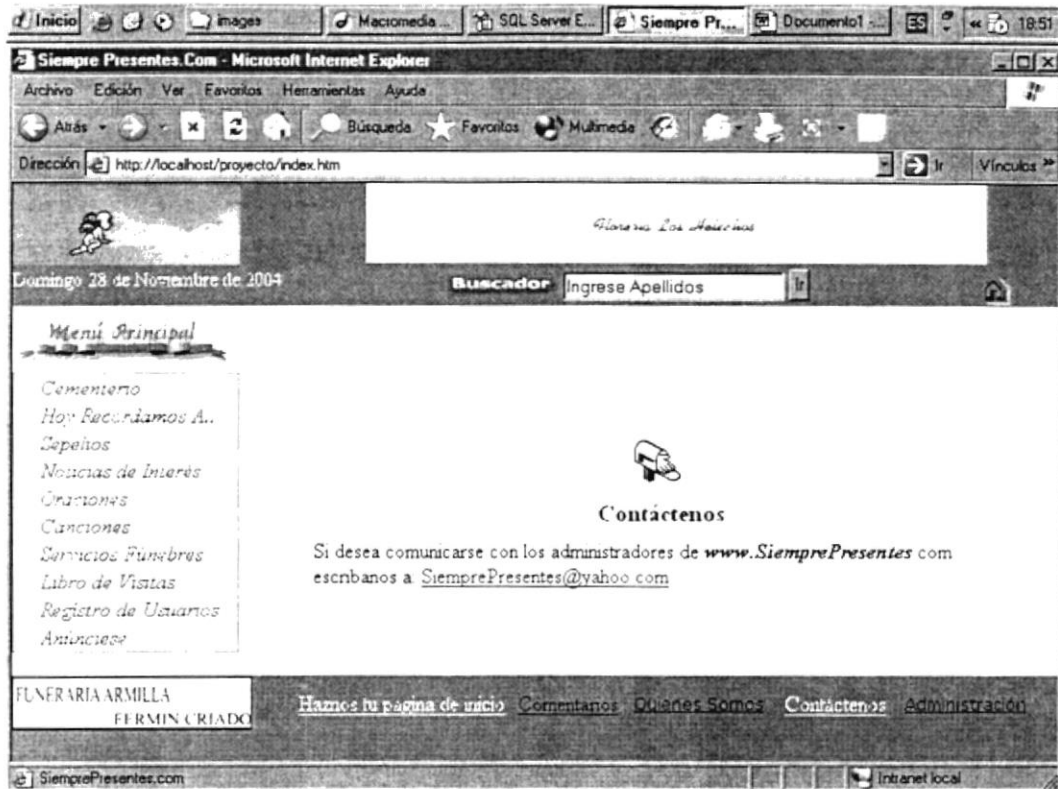 Inicio images Macromedia ... SQL Server E... Siempre Pr... Documento1 -... ES « 18:51
Siempre Presentes.Com - Microsoft Internet Explorer
Archivo Edición Ver Favoritos Herramientas Ayuda
Atrás Búsqueda Favoritos Multimedia
Dirección http://localhost/proyecto/index.htm Ir Vínculos »
Los Helechos
Domingo 28 de Noviembre de 2004 Buscador Ingrese Apellidos Ir
Menú Principal
Cementerio
Hoy Recordamos A..
Sepelios
Noticias de Interés
Oraciones
Canciones
Servicios Fúnebres
Libro de Visitas
Registro de Usuarios
Anúnciese
Contáctenos
Si desea comunicarse con los administradores de www.SiemprePresentes com
escribanos a SiemprePresentes@yahoo com
FUNERARIA ARMILLA
FERMIN CRIADO
Haznos tu página de inicio Comentarios Quienes Somos Contáctenos Administración
SiemprePresentes.com Intranet local